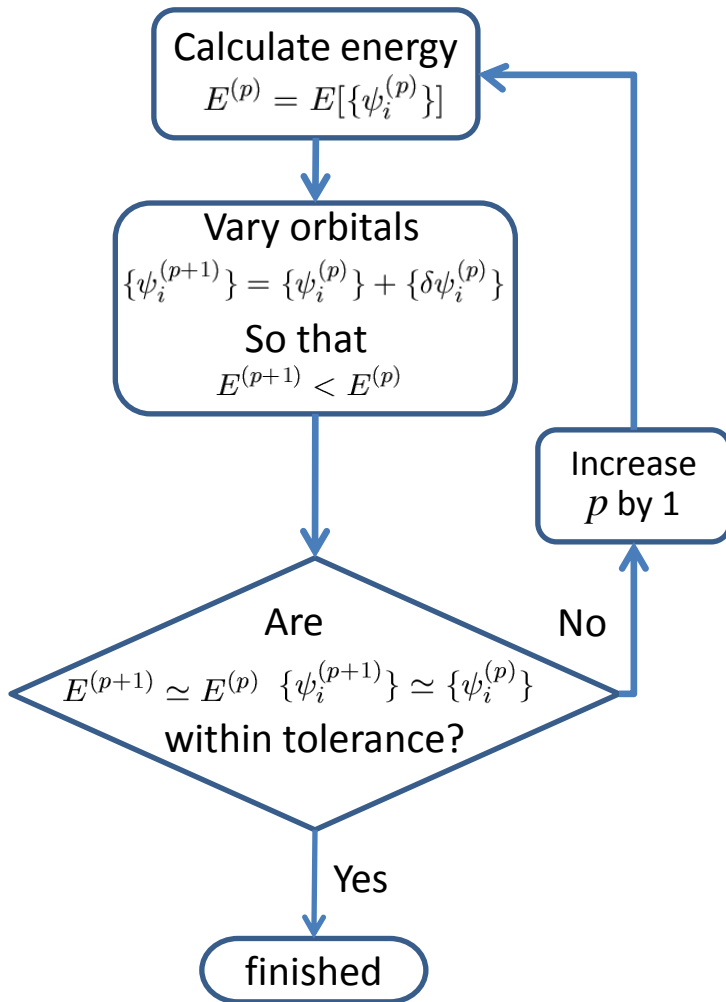 Calculate energy
$E^{(p)} = E[\{\psi_i^{(p)}\}]$
Vary orbitals
$\{\psi_i^{(p+1)}\} = \{\psi_i^{(p)}\} + \{\delta\psi_i^{(p)}\}$
So that
$E^{(p+1)} < E^{(p)}$
Increase
$p$ by 1
Are
$E^{(p+1)} \simeq E^{(p)}$ $\{\psi_i^{(p+1)}\} \simeq \{\psi_i^{(p)}\}$
within tolerance?
No
Yes
finished